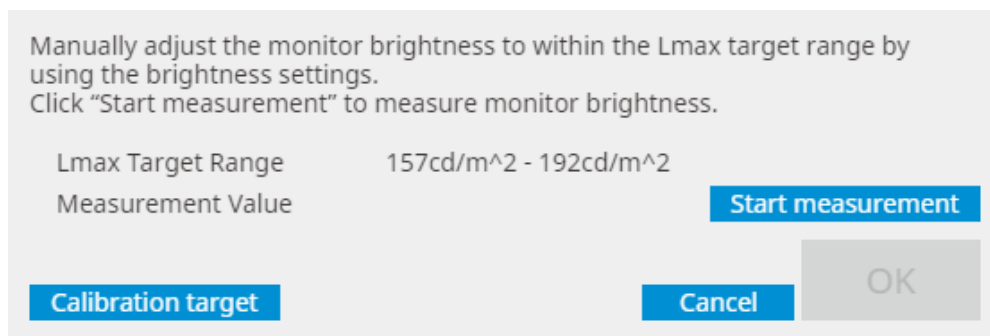 Manually adjust the monitor brightness to within the Lmax target range by
using the brightness settings.
Click “Start measurement” to measure monitor brightness.
Lmax Target Range 157cd/m^2 - 192cd/m^2
Measurement Value
Start measurement
OK
Calibration target
Cancel